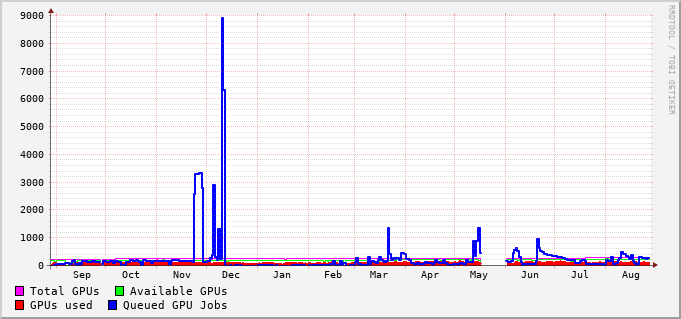 9000
8000
7000
6000
5000
4000
3000
2000
1000
0
Sep Oct Nov Dec Jan Feb Mar Apr May Jun Jul Aug
Total GPUs Available GPUs
GPUs used Queued GPU Jobs
RRDTOOL / TOBI OETIKER